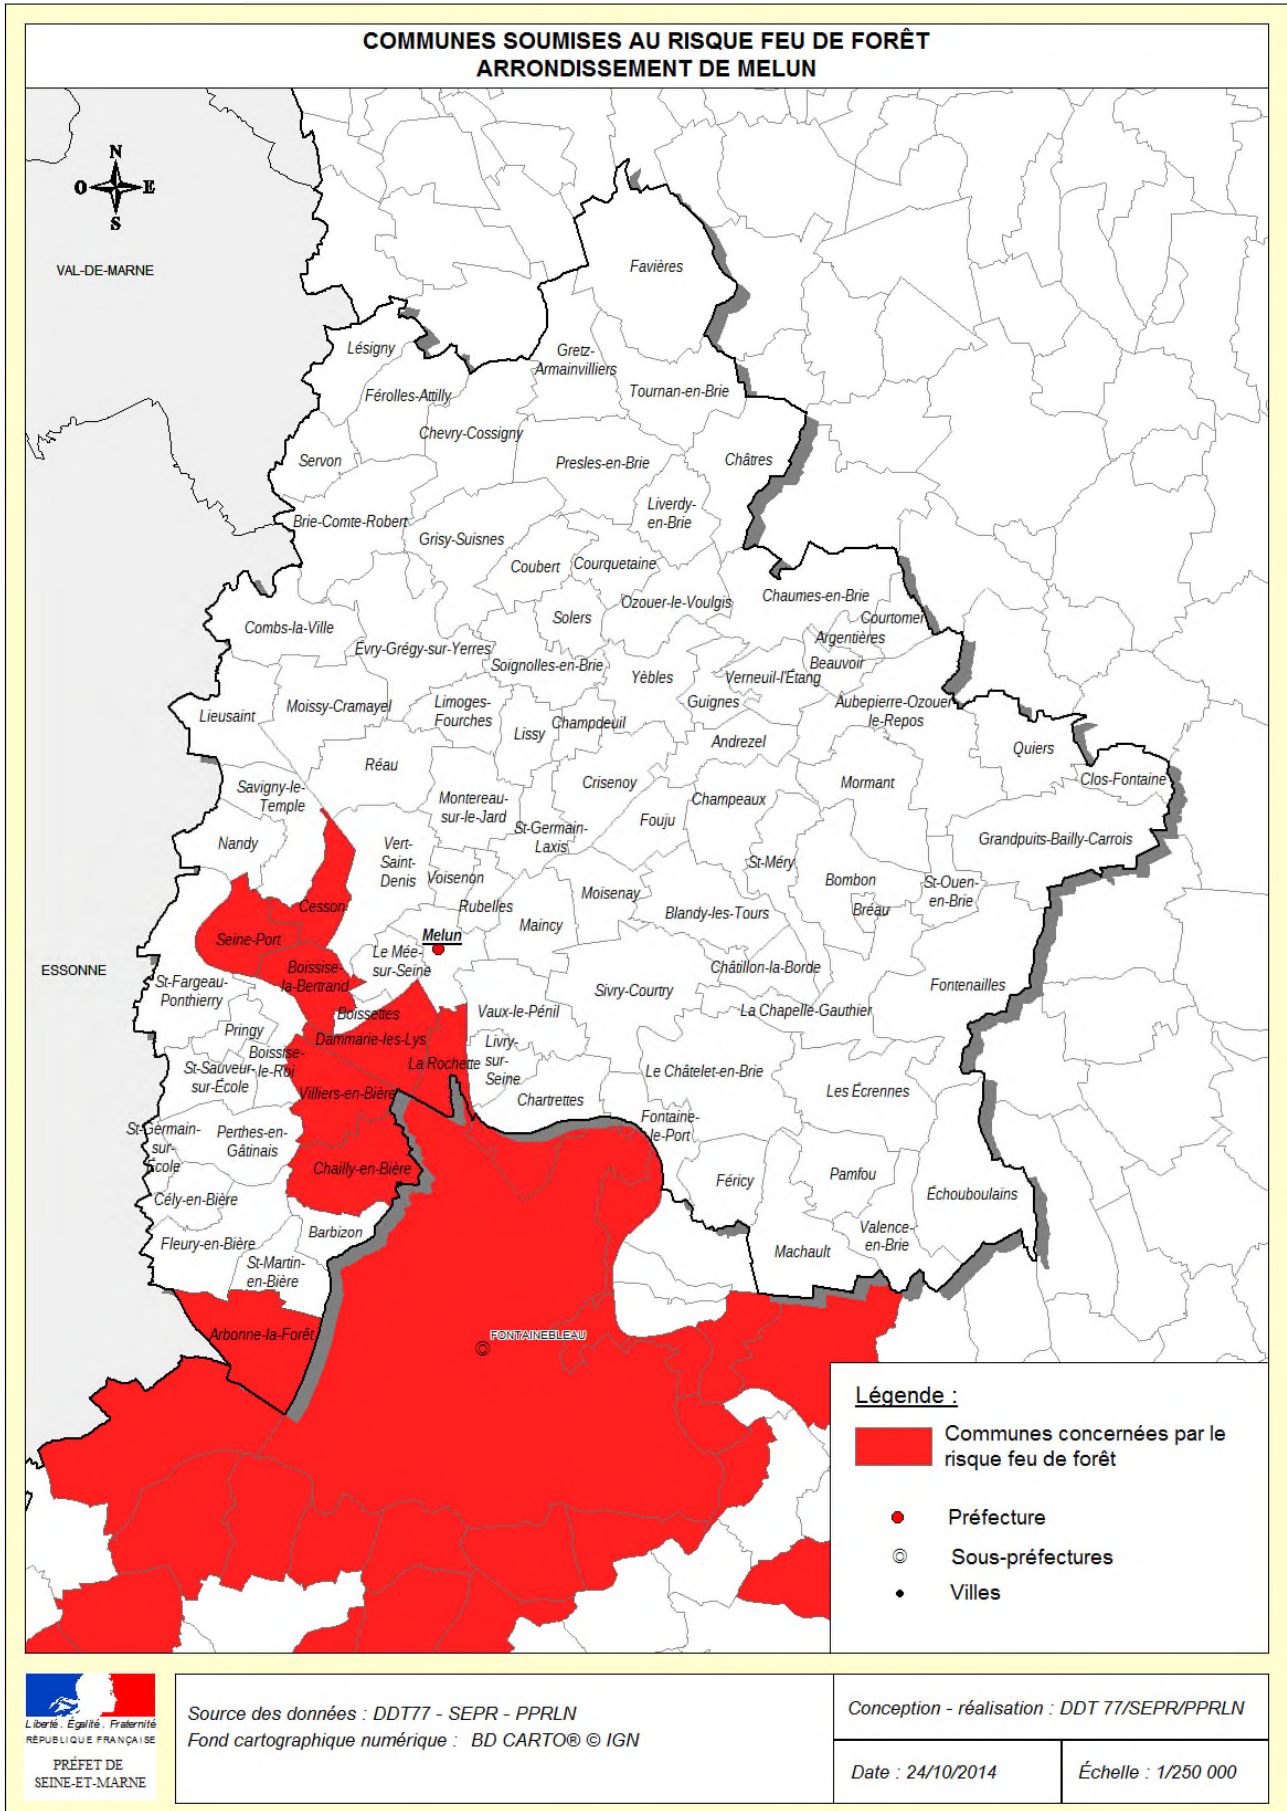 COMMUNES SOUMISES AU RISQUE FEU DE FORÊT
ARRONDISSEMENT DE MELUN
N
O E
S
VAL-DE-MARNE
Favières
Lésigny
Gretz-
Armainvilliers
Férolles-Attilly
Tournan-en-Brie
Chevry-Cossigny
Servon
Presles-en-Brie
Châtres
Liverdy-
en-Brie
Brie-Comte-Robert
Grisy-Suisnes
Coubert
Courquetaine
Ozouer-le-Voulgis
Chaumes-en-Brie
Solers
Courtomer
Combs-la-Ville
Argentières
Évry-Grégy-sur-Yerres
Soignolles-en-Brie
Beauvoir
Yèbles
Verneuil-l'Étang
Lieusaint
Moissy-Cramayel
Limoges-
Fourches
Guignes
Aubepierre-Ozouer
le-Repos
Lissy
Champdeuil
Andrezel
Quiers
Réau
Crisenoy
Mormant
Clos-Fontaine
Savigny-le-
Temple
Montereau-
sur-le-Jard
Champeaux
St-Germain-
Laxis
Fouju
Nandy
Vert-
Saint-
Denis
Grandpuits-Bailly-Carrois
St-Méry
Voisenon
Moisenay
Bombon
St-Ouen-
en-Brie
Cesson
Rubelles
Bréau
Blandy-les-Tours
Maincy
Seine-Port
Melun
Le Mée-
sur-Seine
ESSONNE
Boissise-
la-Bertrand
Châtillon-la-Borde
St-Fargeau-
Ponthierry
Sivry-Courtry
Fontenailles
Boissettes
Vaux-le-Pénil
La Chapelle-Gauthier
Pringy
Dammarie-les-Lys
Livry-
sur-
Seine
Boissise-
le-Roi
St-Sauveur-
sur-École
La Rochette
Le Châtelet-en-Brie
Villiers-en-Bière
Chartrettes
Les Écrennes
Fontaine-
le-Port
St-Germain-
sur-
École
Perthes-en-
Gâtinais
Chailly-en-Bière
Féricy
Pamfou
Échouboulains
Cély-en-Bière
Barbizon
Fleury-en-Bière
Valence-
en-Brie
Machault
St-Martin-
en-Bière
Arbonne-la-Forêt
FONTAINEBLEAU
Légende :
Communes concernées par le
risque feu de forêt
Préfecture
Sous-préfectures
Villes
Liberté . Égalité . Fraternité
RÉPUBLIQUE FRANÇAISE
PRÉFET DE
SEINE-ET-MARNE
Source des données : DDT77 - SEPR - PPRLN
Fond cartographique numérique : BD CARTO® © IGN
Conception - réalisation : DDT 77/SEPR/PPRLN
Date : 24/10/2014
Échelle : 1/250 000